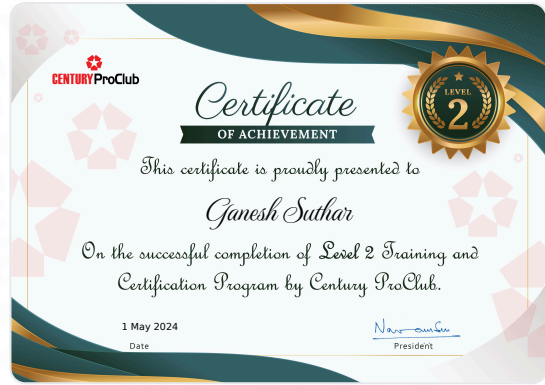 CENTURY ProClub
Certificate
OF ACHIEVEMENT
LEVEL
2
This certificate is proudly presented to
Ganesh Suthar
On the successful completion of Level 2 Training and
Certification Program by Century ProClub.
1 May 2024
Date
President